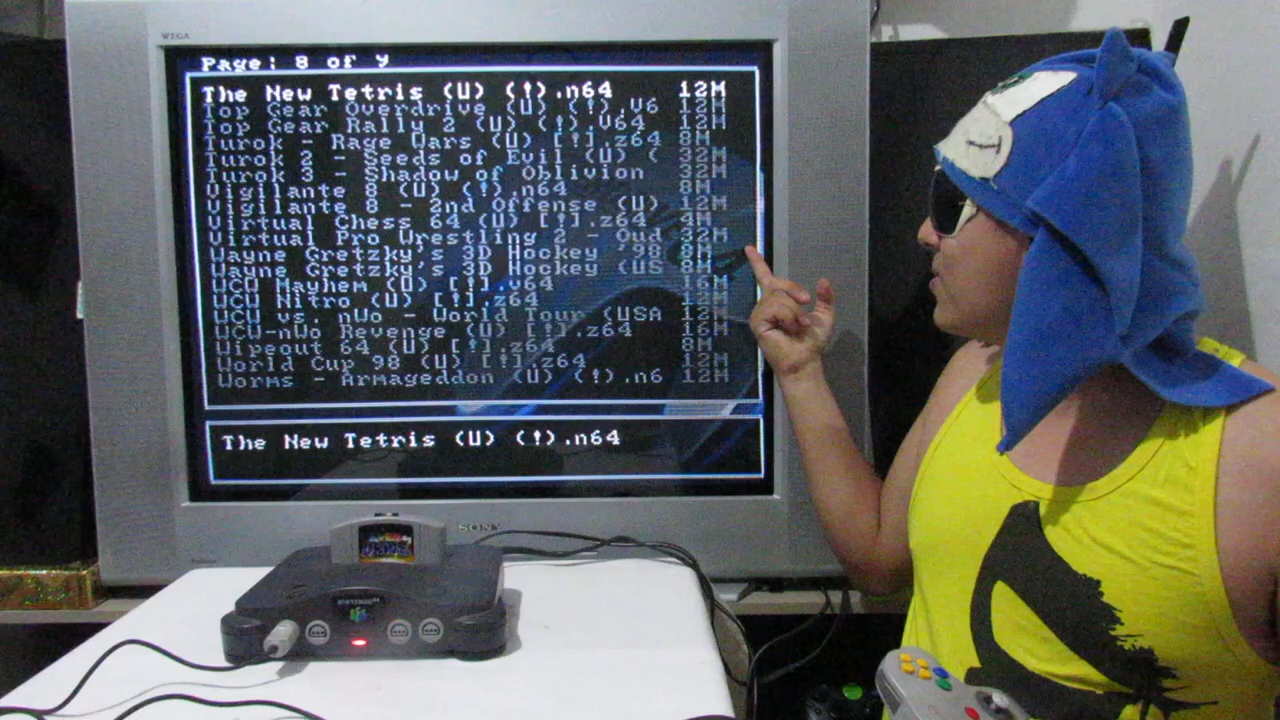 WEGA
Page: 8 of 9
The New Tetris (U) (!).n64 12M
Top Gear Overdrive (U) (!).v6 12M
Top Gear Rally 2 (U) (!).v64 12M
Turok - Rage Wars (U) [!].z64 8M
Turok 2 - Seeds of Evil (U) ( 32M
Turok 3 - Shadow of Oblivion 32M
Vigilante 8 (U) (!).n64 8M
Vigilante 8 - 2nd Offense (U) 12M
Virtual Chess 64 (U) [!].z64 4M
Virtual Pro Wrestling 2 - Oud 32M
Wayne Gretzky's 3D Hockey '98 8M
Wayne Gretzky's 3D Hockey (US 8M
WCW Mayhem (U) [!].v64 16M
WCW Nitro (U) [!].z64 12M
WCW vs. nWo - World Tour (USA 12M
WCW-nWo Revenge (U) [!].z64 16M
Wipeout 64 (U) [!].z64 8M
World Cup 98 (U) [!].z64 12M
Worms - Armageddon (U) (!).n6 12M
The New Tetris (U) (!).n64
SONY
NINTENDO 64